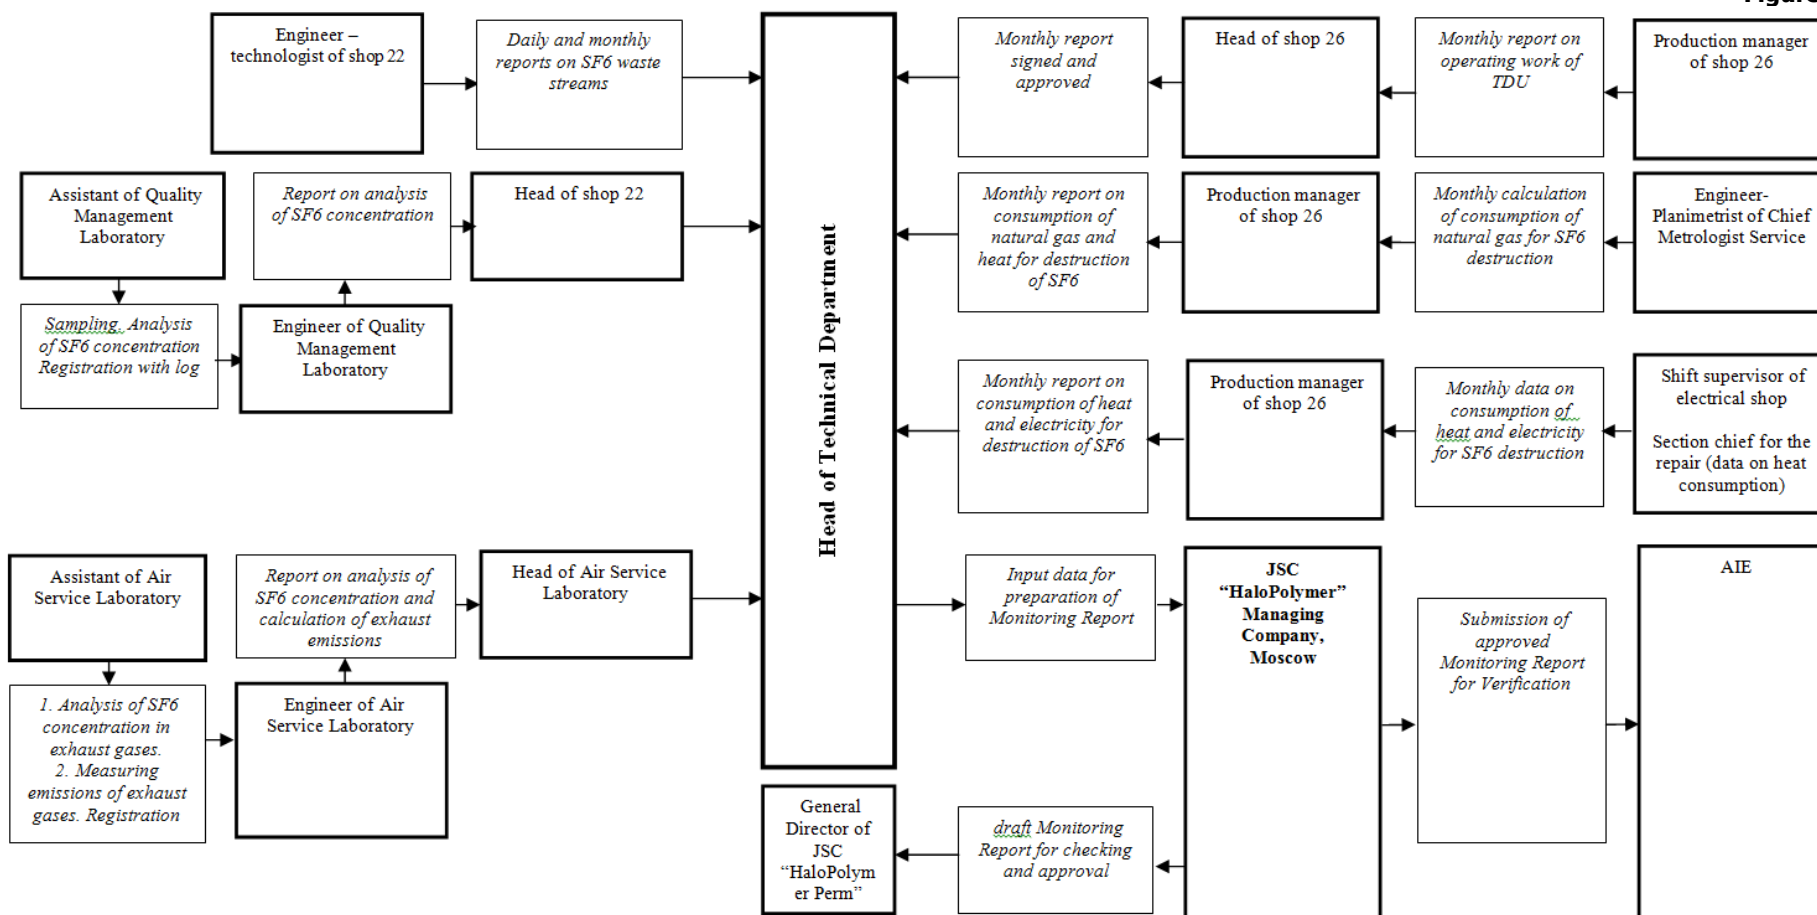 Figure
Engineer –
technologist of shop 22
Daily and monthly
reports on SF6 waste
streams
Monthly report
signed and
approved
Head of shop 26
Monthly report on
operating work of
TDU
Production manager
of shop 26
Assistant of Quality
Management
Laboratory
Report on analysis
of SF6 concentration
Head of shop 22
Monthly report on
consumption of
natural gas and
heat for destruction
of SF6
Production manager
of shop 26
Monthly calculation
of consumption of
natural gas for SF6
destruction
Engineer-
Planimetrist of Chief
Metrologist Service
Sampling. Analysis
of SF6 concentration
Registration with log
Engineer of Quality
Management
Laboratory
Head of Technical Department
Monthly report on
consumption of heat
and electricity for
destruction of SF6
Production manager
of shop 26
Monthly data on
consumption of
heat and electricity
for SF6 destruction
Shift supervisor of
electrical shop
Section chief for the
repair (data on heat
consumption)
Assistant of Air
Service Laboratory
Report on analysis of
SF6 concentration and
calculation of exhaust
emissions
Head of Air Service
Laboratory
Input data for
preparation of
Monitoring Report
JSC
“HaloPolymer”
Managing
Company,
Moscow
Submission of
approved
Monitoring Report
for Verification
AIE
1. Analysis of SF6
concentration in
exhaust gases.
2. Measuring
emissions of exhaust
gases. Registration
Engineer of Air
Service Laboratory
General
Director of
JSC
“HaloPolym
er Perm”
draft Monitoring
Report for checking
and approval